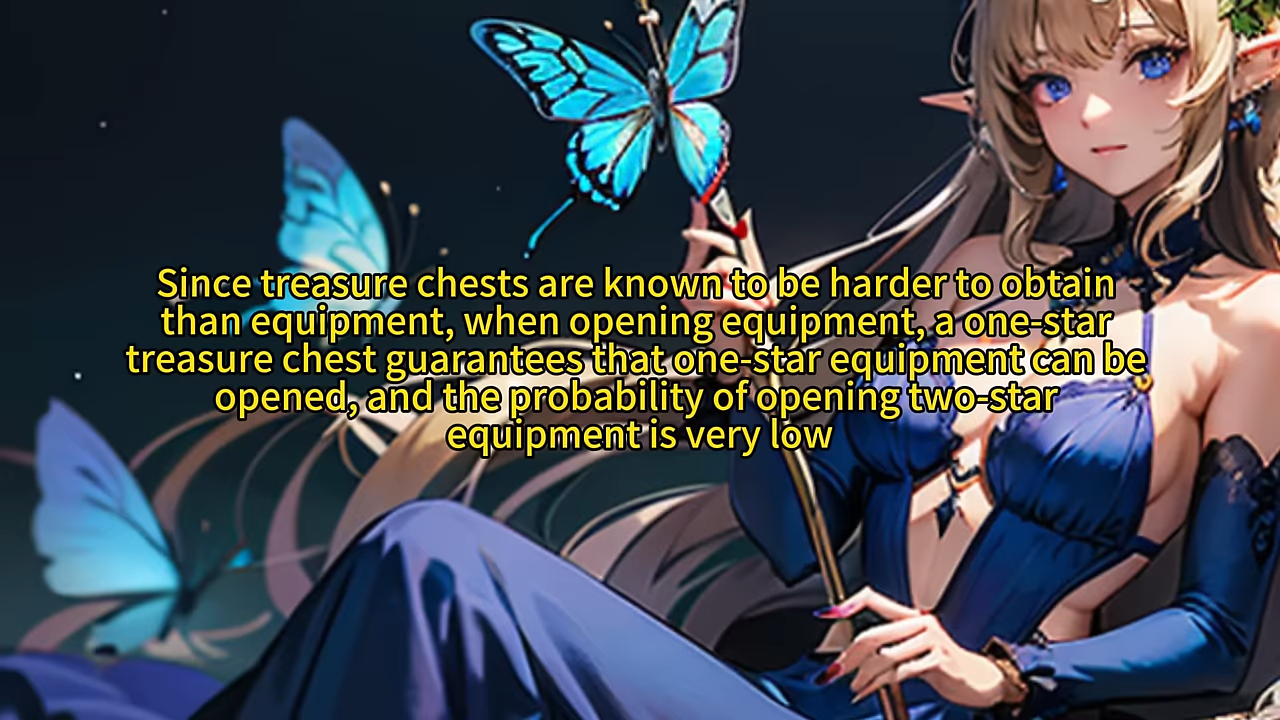 Since treasure chests are known to be harder to obtain
than equipment, when opening equipment, a one-star
treasure chest guarantees that one-star equipment can be
opened, and the probability of opening two-star
equipment is very low